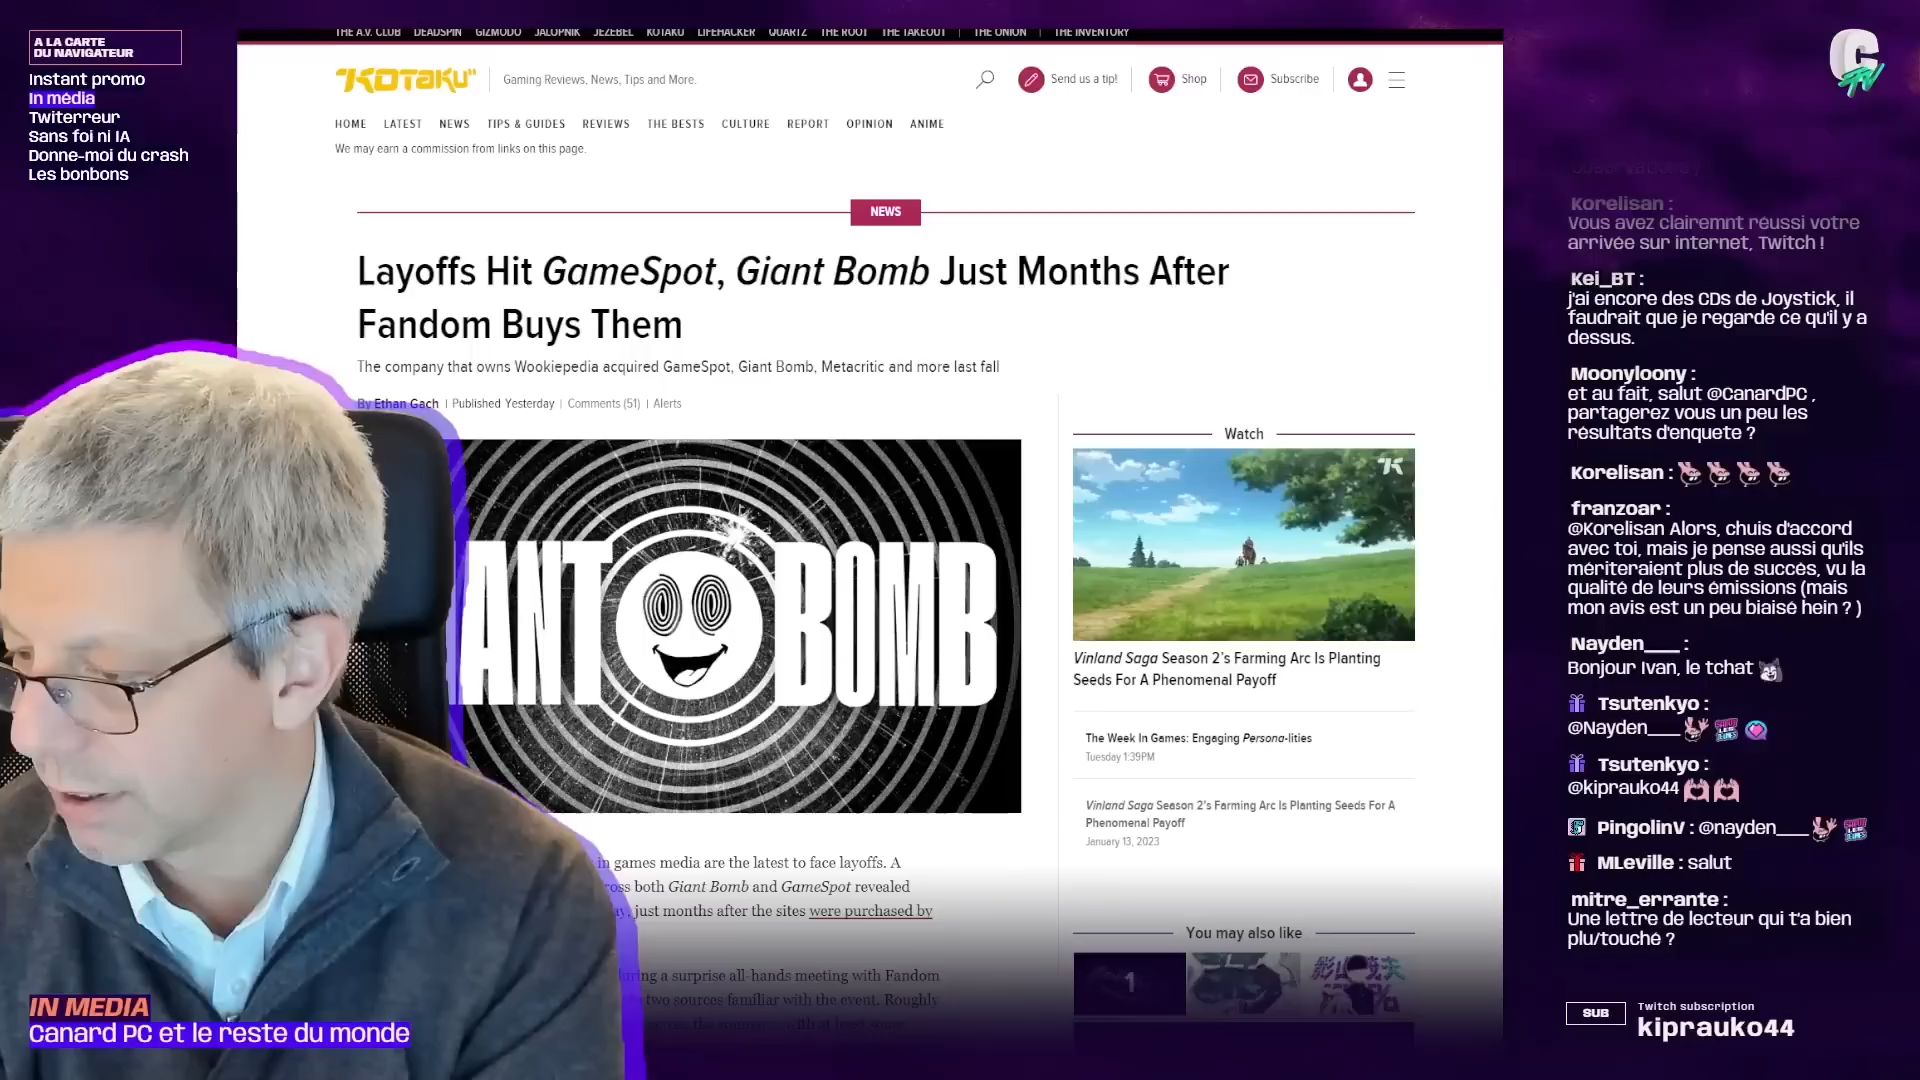 A LA CARTE
DU NAVIGATEUR
Instant promo
In média
Twiterreur
Sans foi ni IA
Donne-moi du crash
Les bonbons
THE A.V. CLUB DEADSPIN GIZMODO JALOPNIK JEZEBEL KOTAKU LIFEHACKER QUARTZ THE ROOT THE TAKEOUT | THE ONION | THE INVENTORY
"KOTAKU"
Gaming Reviews, News, Tips and More.
Send us a tip!
Shop
Subscribe
HOME LATEST NEWS TIPS & GUIDES REVIEWS THE BESTS CULTURE REPORT OPINION ANIME
We may earn a commission from links on this page.
NEWS
Layoffs Hit GameSpot, Giant Bomb Just Months After
Fandom Buys Them
The company that owns Wookiepedia acquired GameSpot, Giant Bomb, Metacritic and more last fall
By Ethan Gach | Published Yesterday | Comments (51) | Alerts
ANT BOMB
in games media are the latest to face layoffs. A
both Giant Bomb and GameSpot revealed
just months after the sites were purchased by
a surprise all-hands meeting with Fandom
two sources familiar with the event. Roughly
Watch
Vinland Saga Season 2's Farming Arc Is Planting
Seeds For A Phenomenal Payoff
The Week In Games: Engaging Persona-lities
Tuesday 1:39PM
Vinland Saga Season 2's Farming Arc Is Planting Seeds For A
Phenomenal Payoff
January 13, 2023
You may also like
1
C
TV
Korelisan :
Vous avez clairemnt réussi votre
arrivée sur internet, Twitch !
Kei_BT :
j'ai encore des CDs de Joystick, il
faudrait que je regarde ce qu'il y a
dessus.
Moonyloony :
et au fait, salut @CanardPC ,
partagerez vous un peu les
résultats d'enquete ?
Korelisan :
franzoar :
@Korelisan Alors, chuis d'accord
avec toi, mais je pense aussi qu'ils
mériteraient plus de succés, vu la
qualité de leurs émissions (mais
mon avis est un peu biaisé hein ? )
Nayden___ :
Bonjour Ivan, le tchat
Tsutenkyo :
@Nayden___
Tsutenkyo :
@kiprauko44
PingolinV : @nayden___
MLeville : salut
mitre_errante :
Une lettre de lecteur qui t'a bien
plu/touché ?
SUB
Twitch subscription
kiprauko44
IN MEDIA
Canard PC et le reste du monde